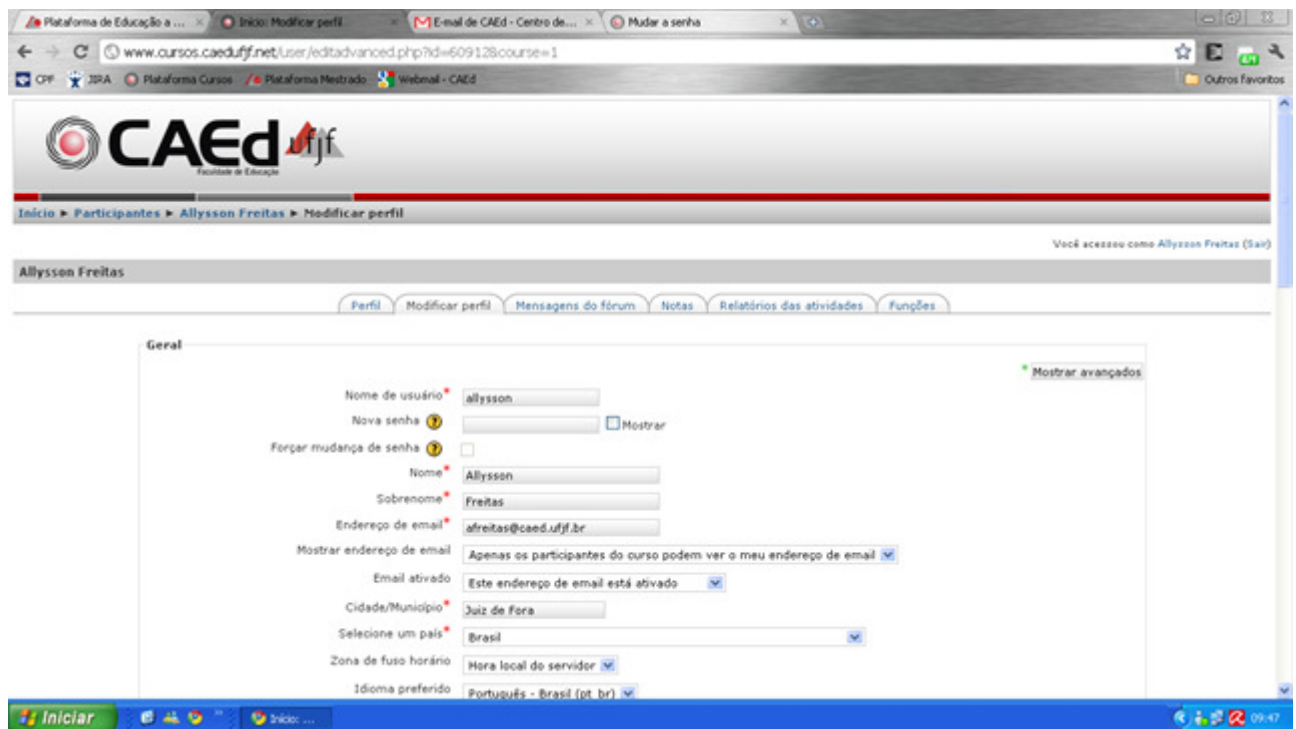 Plataforma de Educação a ...
Início: Modificar perfil
E-mail de CAEd - Centro de...
Mudar a senha
www.cursos.caedufjf.net/user/editadvanced.php?id=60912&course=1
CPF JIRA Plataforma Cursos Plataforma Mestrado Webmail - CAEd Outros favoritos
CAEd ufjf
Faculdade de Educação
Início ► Participantes ► Allysson Freitas ► Modificar perfil
Você acessou como Allysson Freitas (Sair)
Allysson Freitas
Perfil Modificar perfil Mensagens do fórum Notas Relatórios das atividades Funções
Geral
* Mostrar avançados
Nome de usuário* allysson
Nova senha Mostrar
Forçar mudança de senha
Nome* Allysson
Sobrenome* Freitas
Endereço de email* afreitas@caed.ufjf.br
Mostrar endereço de email Apenas os participantes do curso podem ver o meu endereço de email
Email ativado Este endereço de email está ativado
Cidade/Município* Juiz de Fora
Selecione um país* Brasil
Zona de fuso horário Hora local do servidor
Idioma preferido Português - Brasil (pt_br)
Iniciar Início: ... 09:47